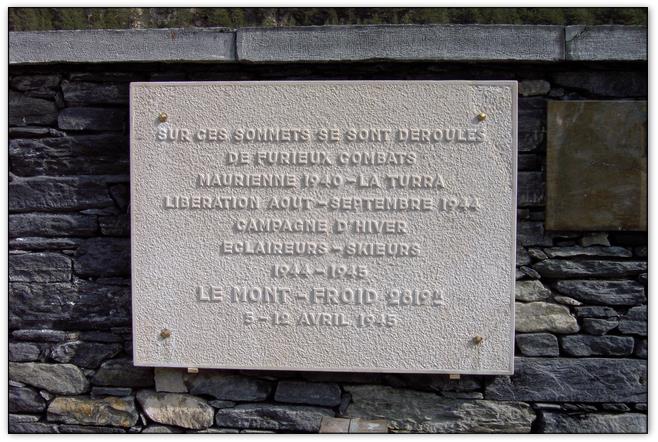 SUR CES SOMMETS SE SONT DEROULES
DE FURIEUX COMBATS
MAURIENNE 1940 - LA TURRA
LIBERATION AOUT - SEPTEMBRE 1944
CAMPAGNE D'HIVER
ECLAIREURS - SKIEURS
1944 - 1945
LE MONT - FROID 2819M
5 - 12 AVRIL 1945